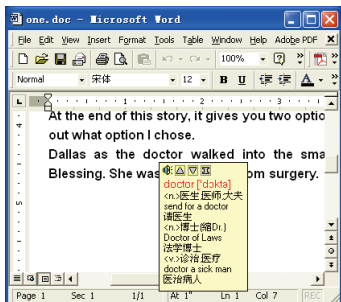 one.doc - Microsoft Word
File Edit View Insert Format Tools Table Window Help Adobe PDF
100%
Normal 宋体 12 B U A
1 2 3
At the end of this story, it gives you two optio
out what option I chose.
Dallas as the doctor walked into the sma
Blessing. She was om surgery.
doctor ['dɔktə]
<n.>医生;医师;大夫
send for a doctor
请医生
<n.>博士(缩Dr.)
Doctor of Laws
法学博士
<v.>诊治;医疗
doctor a sick man
医治病人
Page 1 Sec 1 1/1 At 1" Ln 1 Col 7 REC